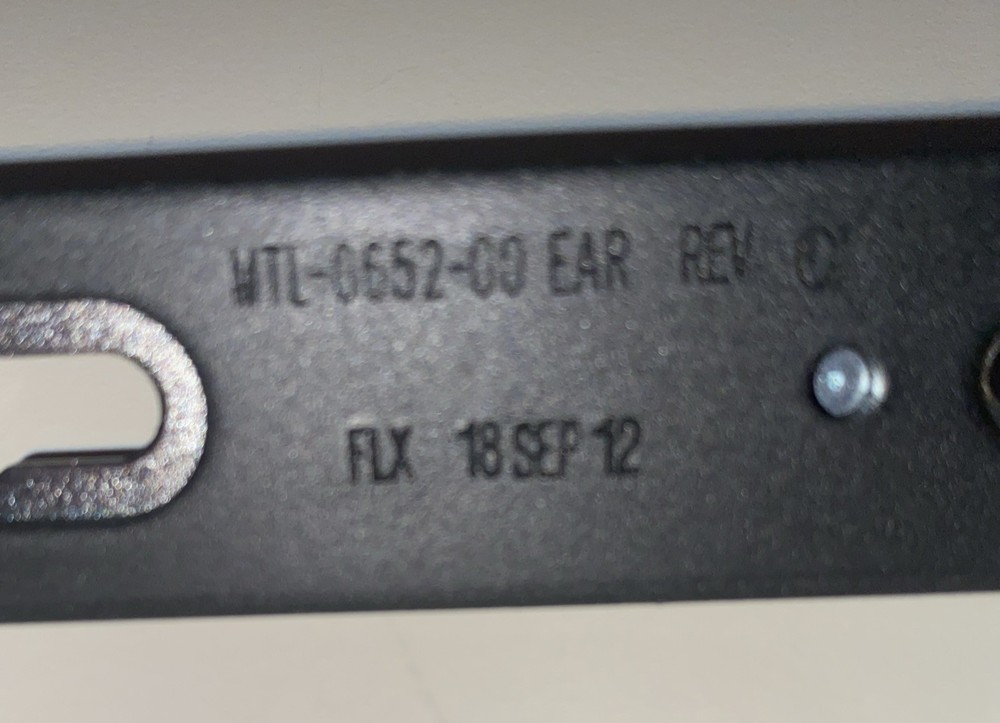 MTL-0652-00 EAR REV
FLX 18 SEP 12